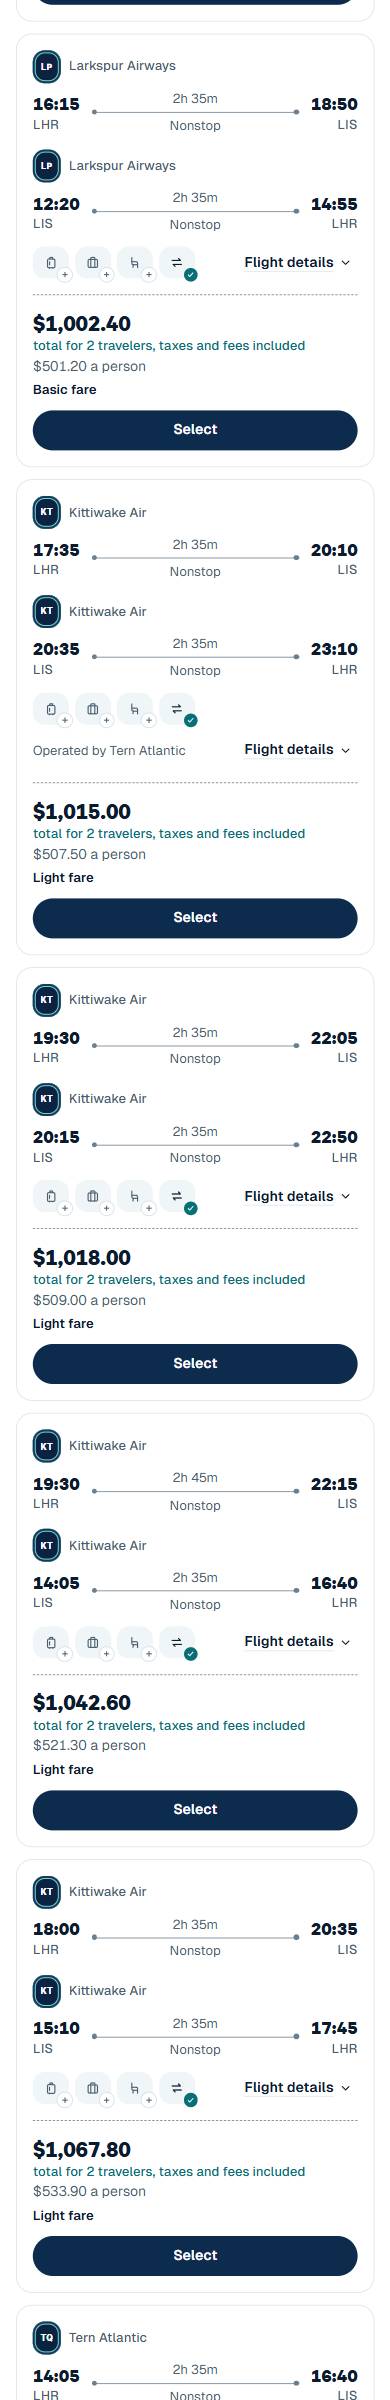 LP Larkspur Airways
2h 35m
16:15 18:50
LHR Nonstop LIS
LP Larkspur Airways
2h 35m
12:20 14:55
LIS Nonstop LHR
Flight details
$1,002.40
total for 2 travelers, taxes and fees included
$501.20 a person
Basic fare
Select
KT Kittiwake Air
2h 35m
17:35 20:10
LHR Nonstop LIS
KT Kittiwake Air
2h 35m
20:35 23:10
LIS Nonstop LHR
Operated by Tern Atlantic Flight details
$1,015.00
total for 2 travelers, taxes and fees included
$507.50 a person
Light fare
Select
KT Kittiwake Air
2h 35m
19:30 22:05
LHR Nonstop LIS
KT Kittiwake Air
2h 35m
20:15 22:50
LIS Nonstop LHR
Flight details
$1,018.00
total for 2 travelers, taxes and fees included
$509.00 a person
Light fare
Select
KT Kittiwake Air
2h 45m
19:30 22:15
LHR Nonstop LIS
KT Kittiwake Air
2h 35m
14:05 16:40
LIS Nonstop LHR
Flight details
$1,042.60
total for 2 travelers, taxes and fees included
$521.30 a person
Light fare
Select
KT Kittiwake Air
2h 35m
18:00 20:35
LHR Nonstop LIS
KT Kittiwake Air
2h 35m
15:10 17:45
LIS Nonstop LHR
Flight details
$1,067.80
total for 2 travelers, taxes and fees included
$533.90 a person
Light fare
Select
TQ Tern Atlantic
2h 35m
14:05 16:40
LHR Nonstop LIS